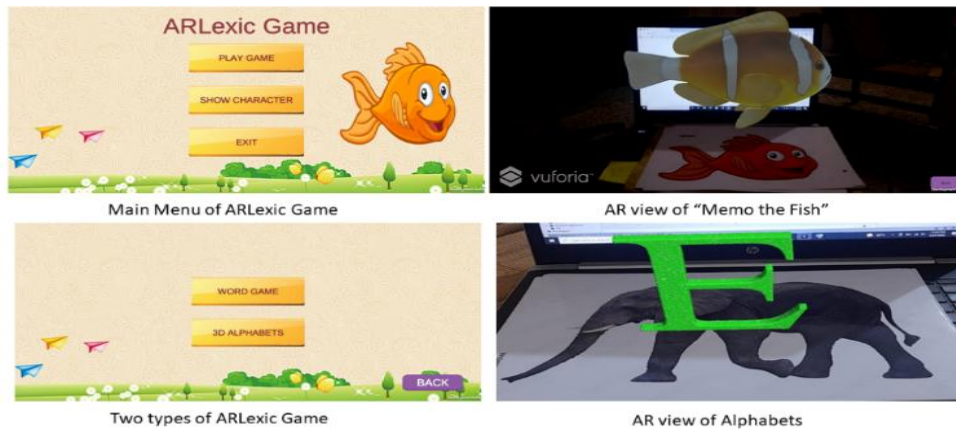 ARLexic Game
PLAY GAME
SHOW CHARACTER
EXIT
vuforia™
Main Menu of ARLexic Game
AR view of "Memo the Fish"
WORD GAME
3D ALPHABETS
BACK
E
Two types of ARLexic Game
AR view of Alphabets